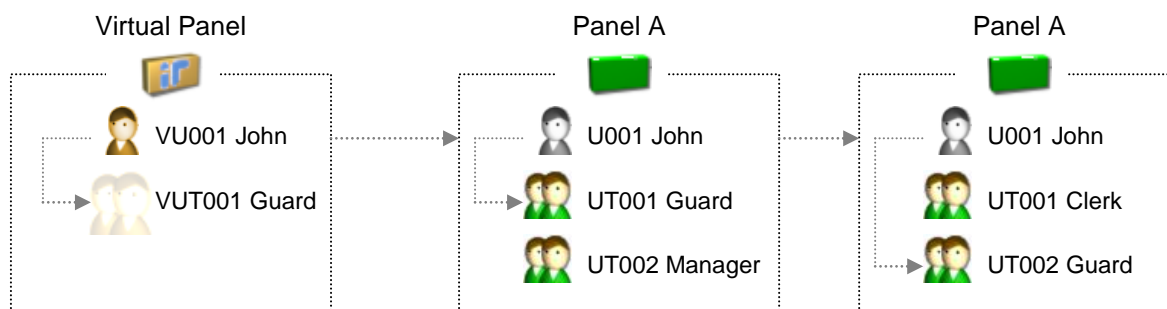 Virtual Panel
Panel A
Panel A
ir
VU001 John
U001 John
U001 John
VUT001 Guard
UT001 Guard
UT001 Clerk
UT002 Manager
UT002 Guard